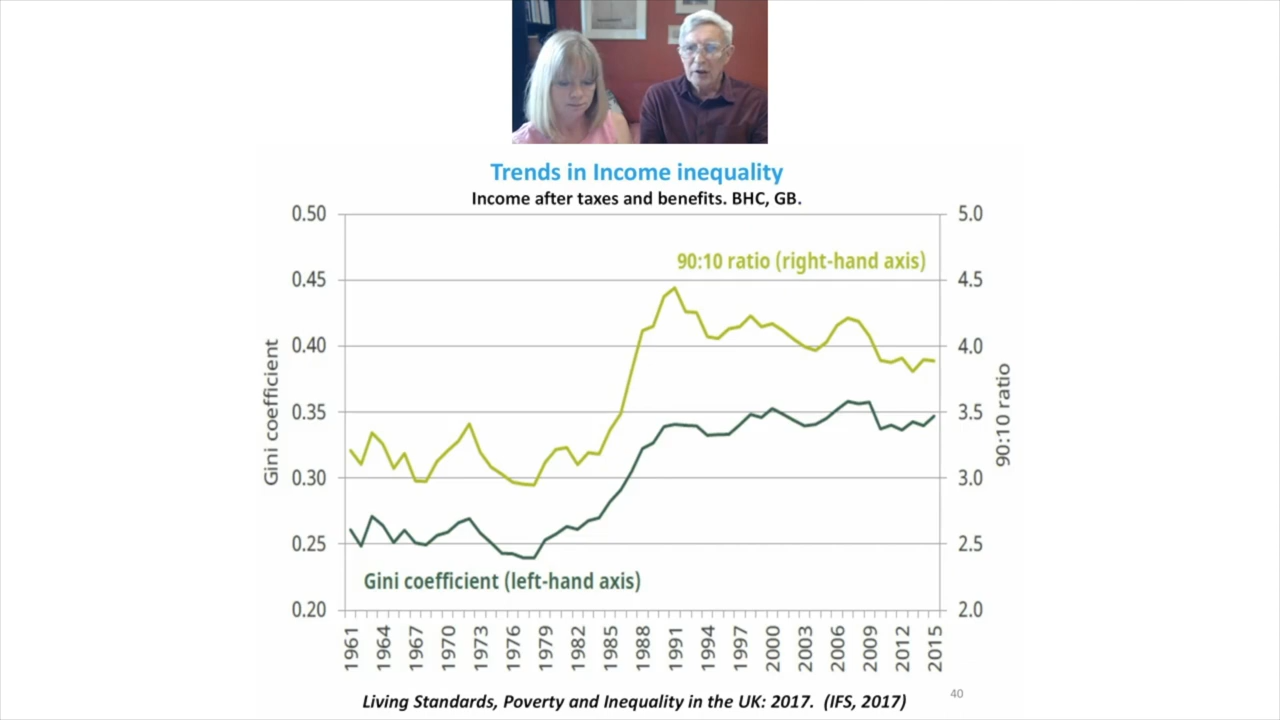 Trends in Income inequality
Income after taxes and benefits. BHC, GB.
0.50
0.45
0.40
0.35
0.30
0.25
0.20
Gini coefficient
5.0
4.5
4.0
3.5
3.0
2.5
2.0
90:10 ratio
90:10 ratio (right-hand axis)
Gini coefficient (left-hand axis)
1961 1964 1967 1970 1973 1976 1979 1982 1985 1988 1991 1994 1997 2000 2003 2006 2009 2012 2015
Living Standards, Poverty and Inequality in the UK: 2017. (IFS, 2017)
40